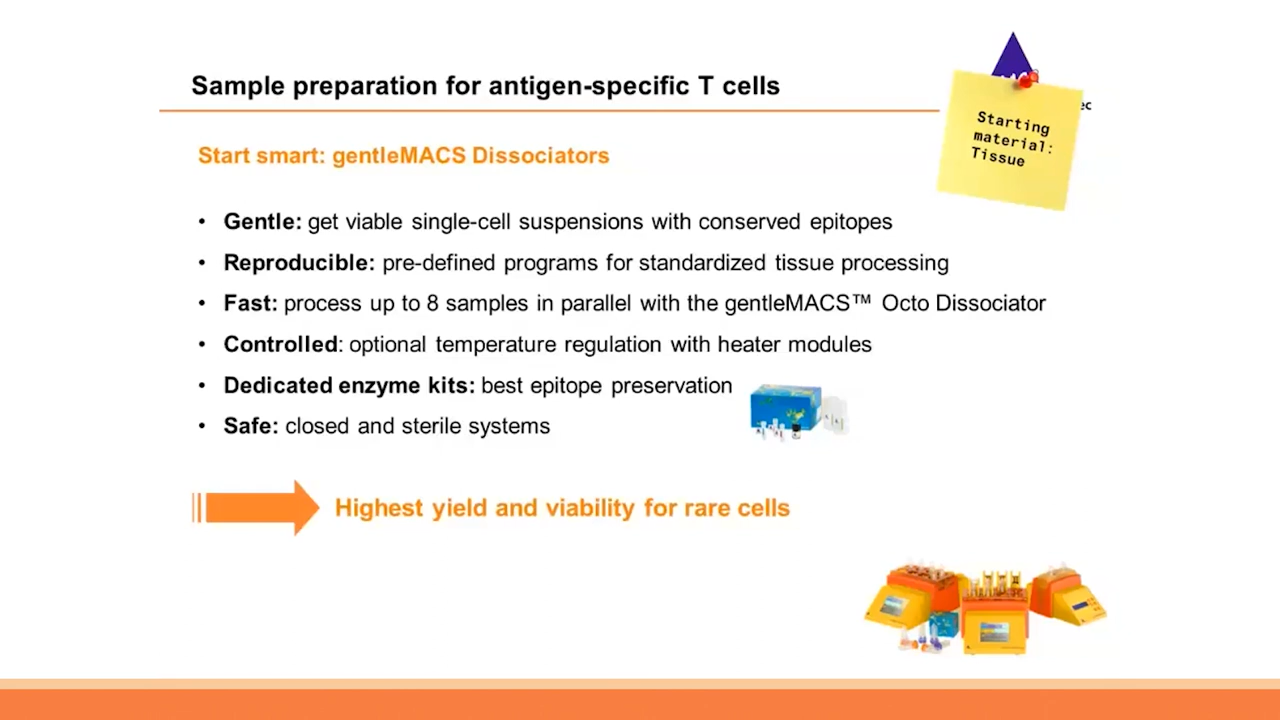 Sample preparation for antigen-specific T cells
Starting
material:
Tissue
ec
Start smart: gentleMACS Dissociators
• Gentle: get viable single-cell suspensions with conserved epitopes
• Reproducible: pre-defined programs for standardized tissue processing
• Fast: process up to 8 samples in parallel with the gentleMACS™ Octo Dissociator
• Controlled: optional temperature regulation with heater modules
• Dedicated enzyme kits: best epitope preservation
• Safe: closed and sterile systems
Highest yield and viability for rare cells